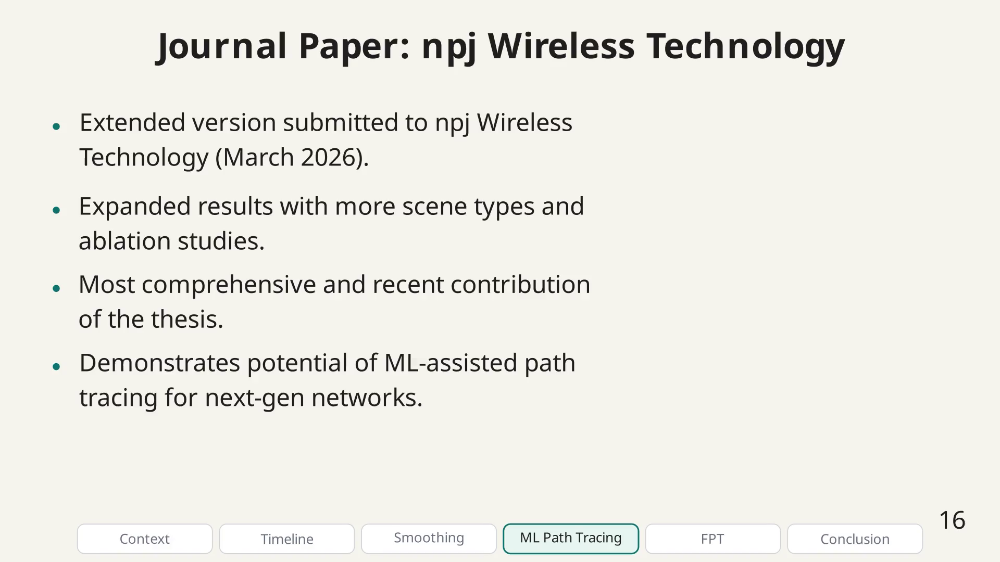 Journal Paper: npj Wireless Technology
• Extended version submitted to npj Wireless
Technology (March 2026).
• Expanded results with more scene types and
ablation studies.
• Most comprehensive and recent contribution
of the thesis.
• Demonstrates potential of ML-assisted path
tracing for next-gen networks.
16
Context
Timeline
Smoothing
ML Path Tracing
FPT
Conclusion